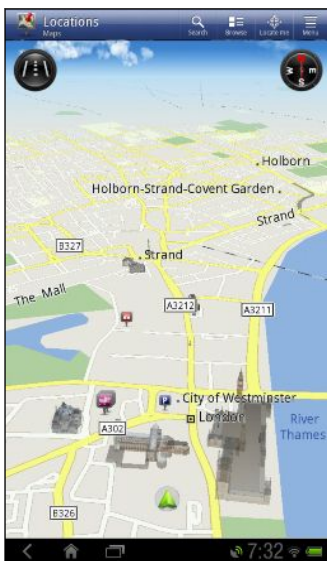 Locations
Maps
Search
Browse
Locate me
Menu
E
W
S
Holborn
Holborn-Strand-Covent Garden
Strand
B327
Strand
The Mall
A3212
A3211
P
City of Westminster
London
A302
River
Thames
B326
7:32